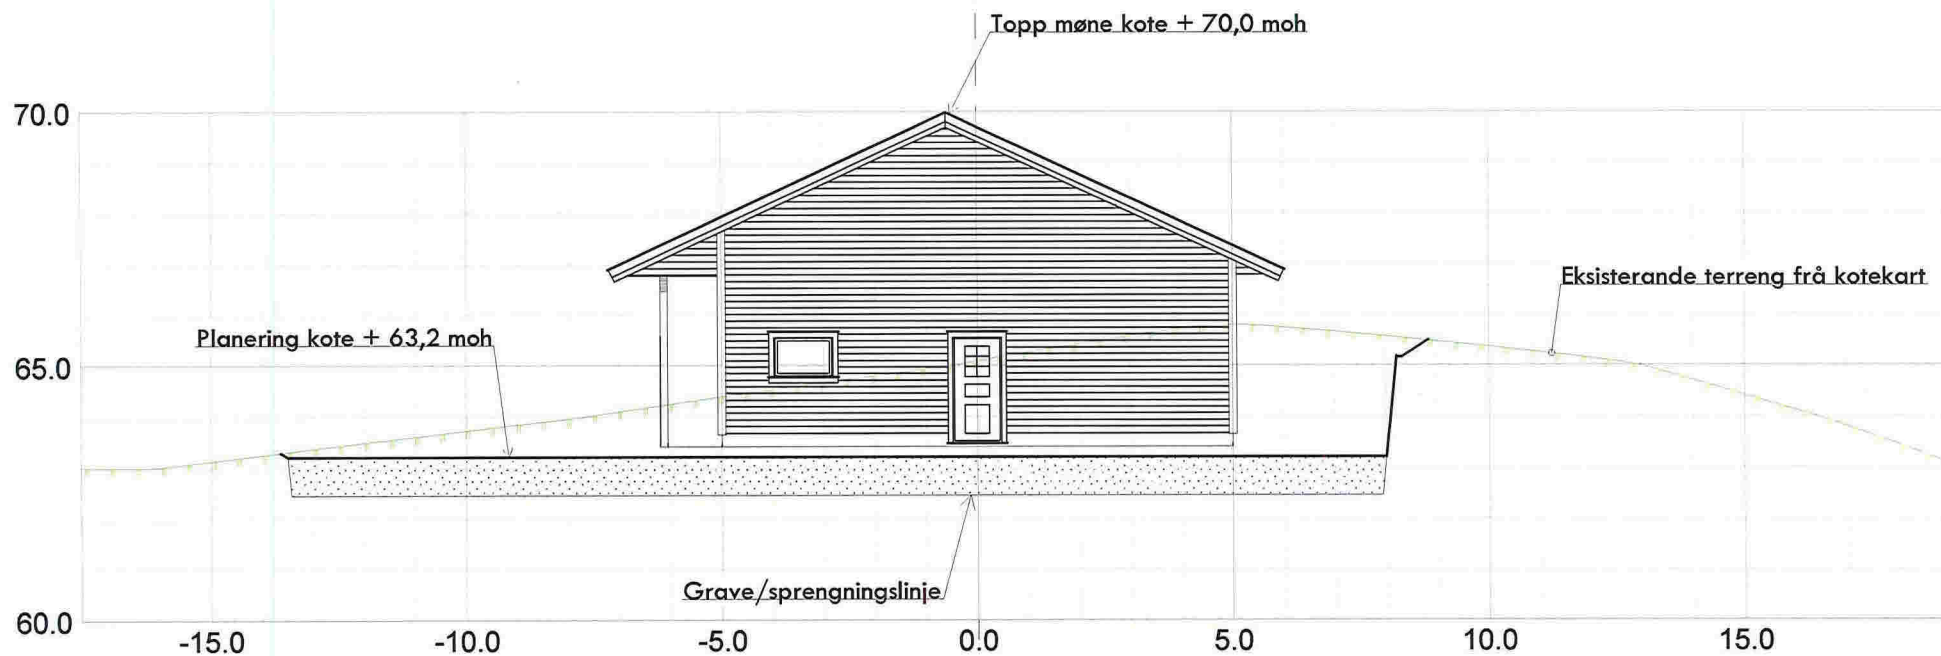 Topp møne kote + 70,0 moh
70.0
Eksisterande terreng frå kotekart
Planering kote + 63,2 moh
65.0
Grave/sprengningslinje
60.0
-15.0 -10.0 -5.0 0.0 5.0 10.0 15.0